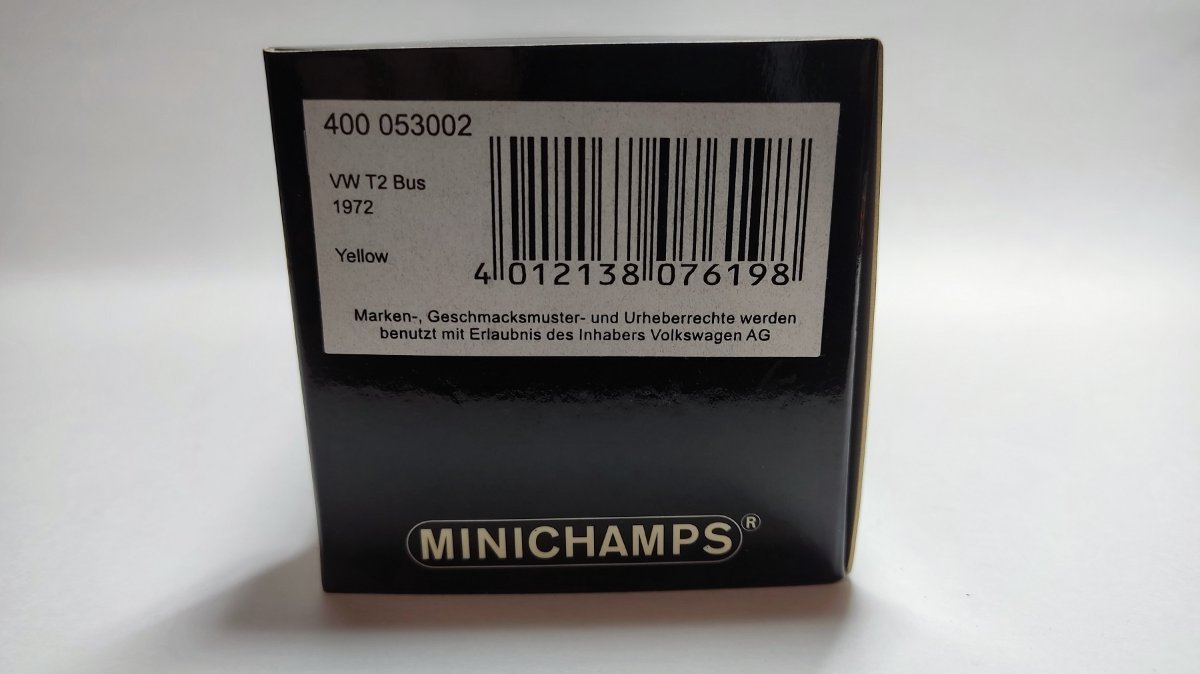 400 053002
VW T2 Bus
1972
Yellow
4 012138 076198
Marken-, Geschmacksmuster- und Urheberrechte werden
benutzt mit Erlaubnis des Inhabers Volkswagen AG
MINICHAMPS®